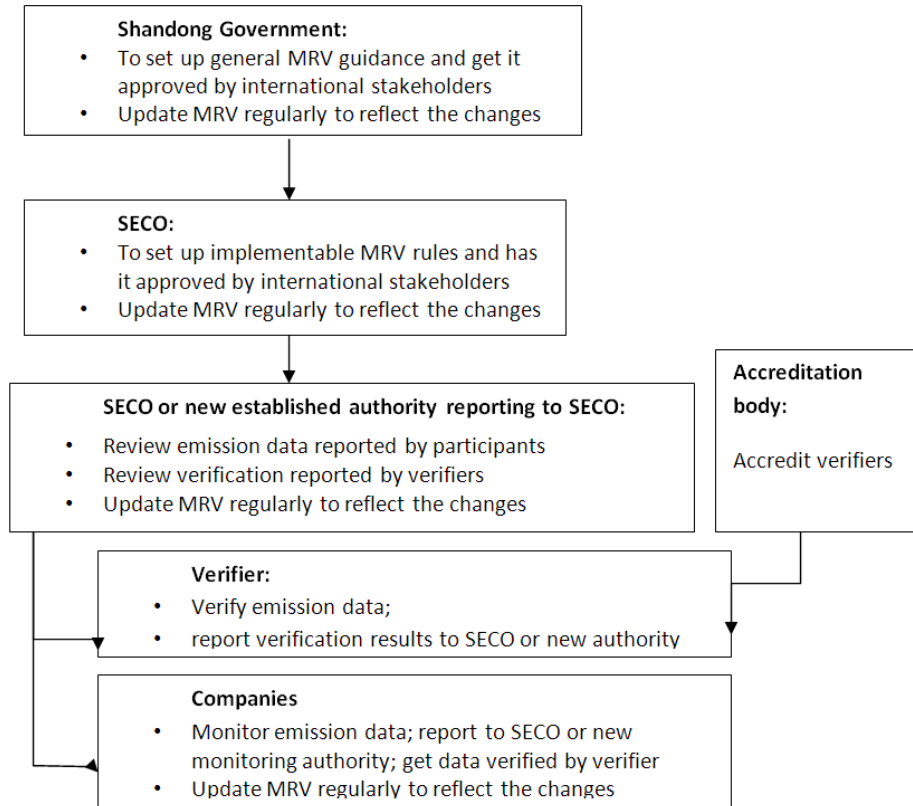 Shandong Government:
• To set up general MRV guidance and get it
approved by international stakeholders
• Update MRV regularly to reflect the changes
SECO:
• To set up implementable MRV rules and has
it approved by international stakeholders
• Update MRV regularly to reflect the changes
SECO or new established authority reporting to SECO:
• Review emission data reported by participants
• Review verification reported by verifiers
• Update MRV regularly to reflect the changes
Accreditation
body:
Accredit verifiers
Verifier:
• Verify emission data;
• report verification results to SECO or new authority
Companies
• Monitor emission data; report to SECO or new
monitoring authority; get data verified by verifier
• Update MRV regularly to reflect the changes